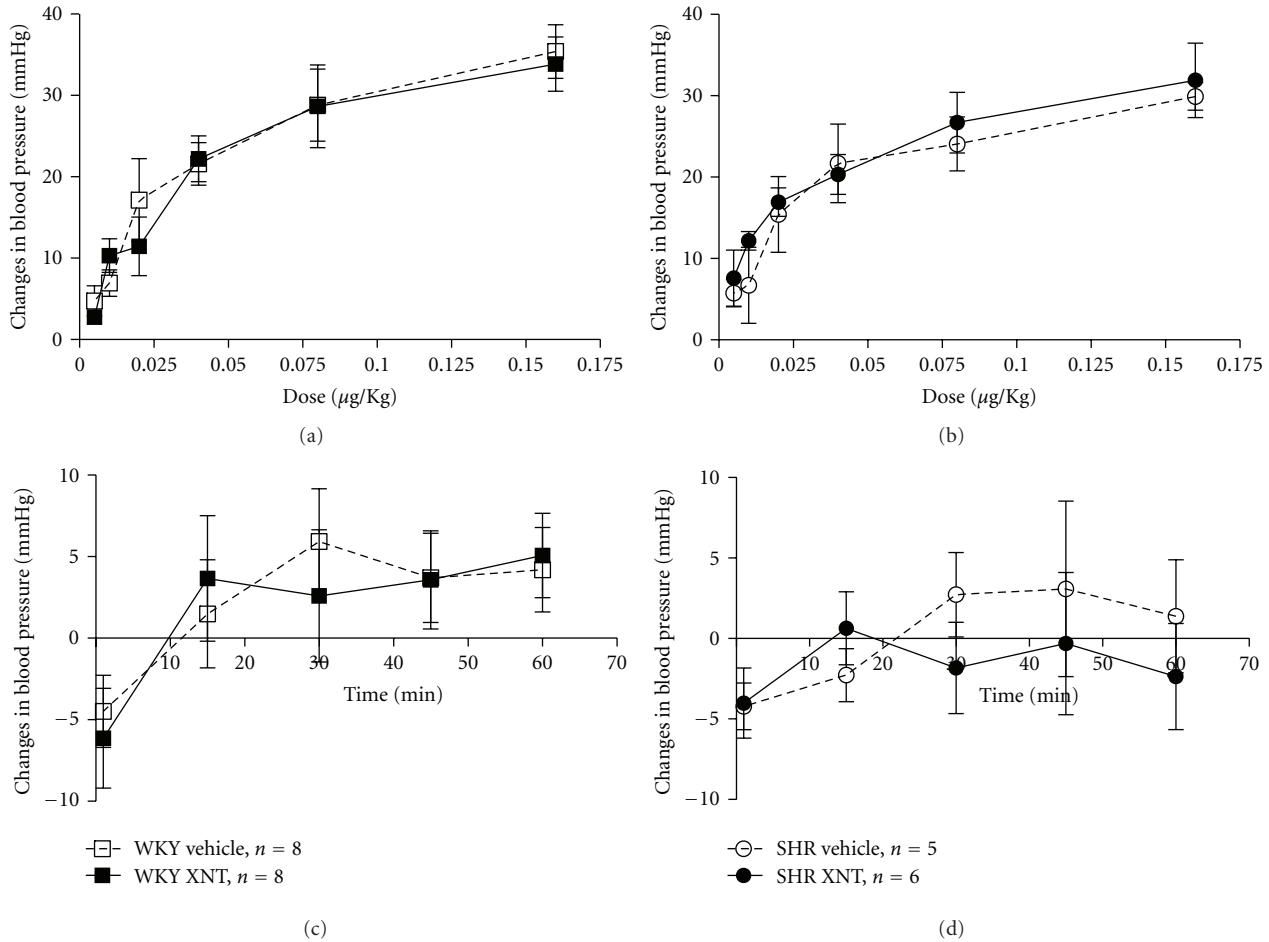 40
30
20
10
0
Changes in blood pressure (mmHg)
0 0.025 0.05 0.075 0.1 0.125 0.15 0.175
Dose (μg/Kg)
(a)
40
30
20
10
0
Changes in blood pressure (mmHg)
0 0.025 0.05 0.075 0.1 0.125 0.15 0.175
Dose (μg/Kg)
(b)
10
5
0
−5
−10
Changes in blood pressure (mmHg)
10 20 30 40 50 60 70
Time (min)
WKY vehicle, n = 8
WKY XNT, n = 8
(c)
10
5
0
−5
−10
Changes in blood pressure (mmHg)
10 20 30 40 50 60 70
Time (min)
SHR vehicle, n = 5
SHR XNT, n = 6
(d)